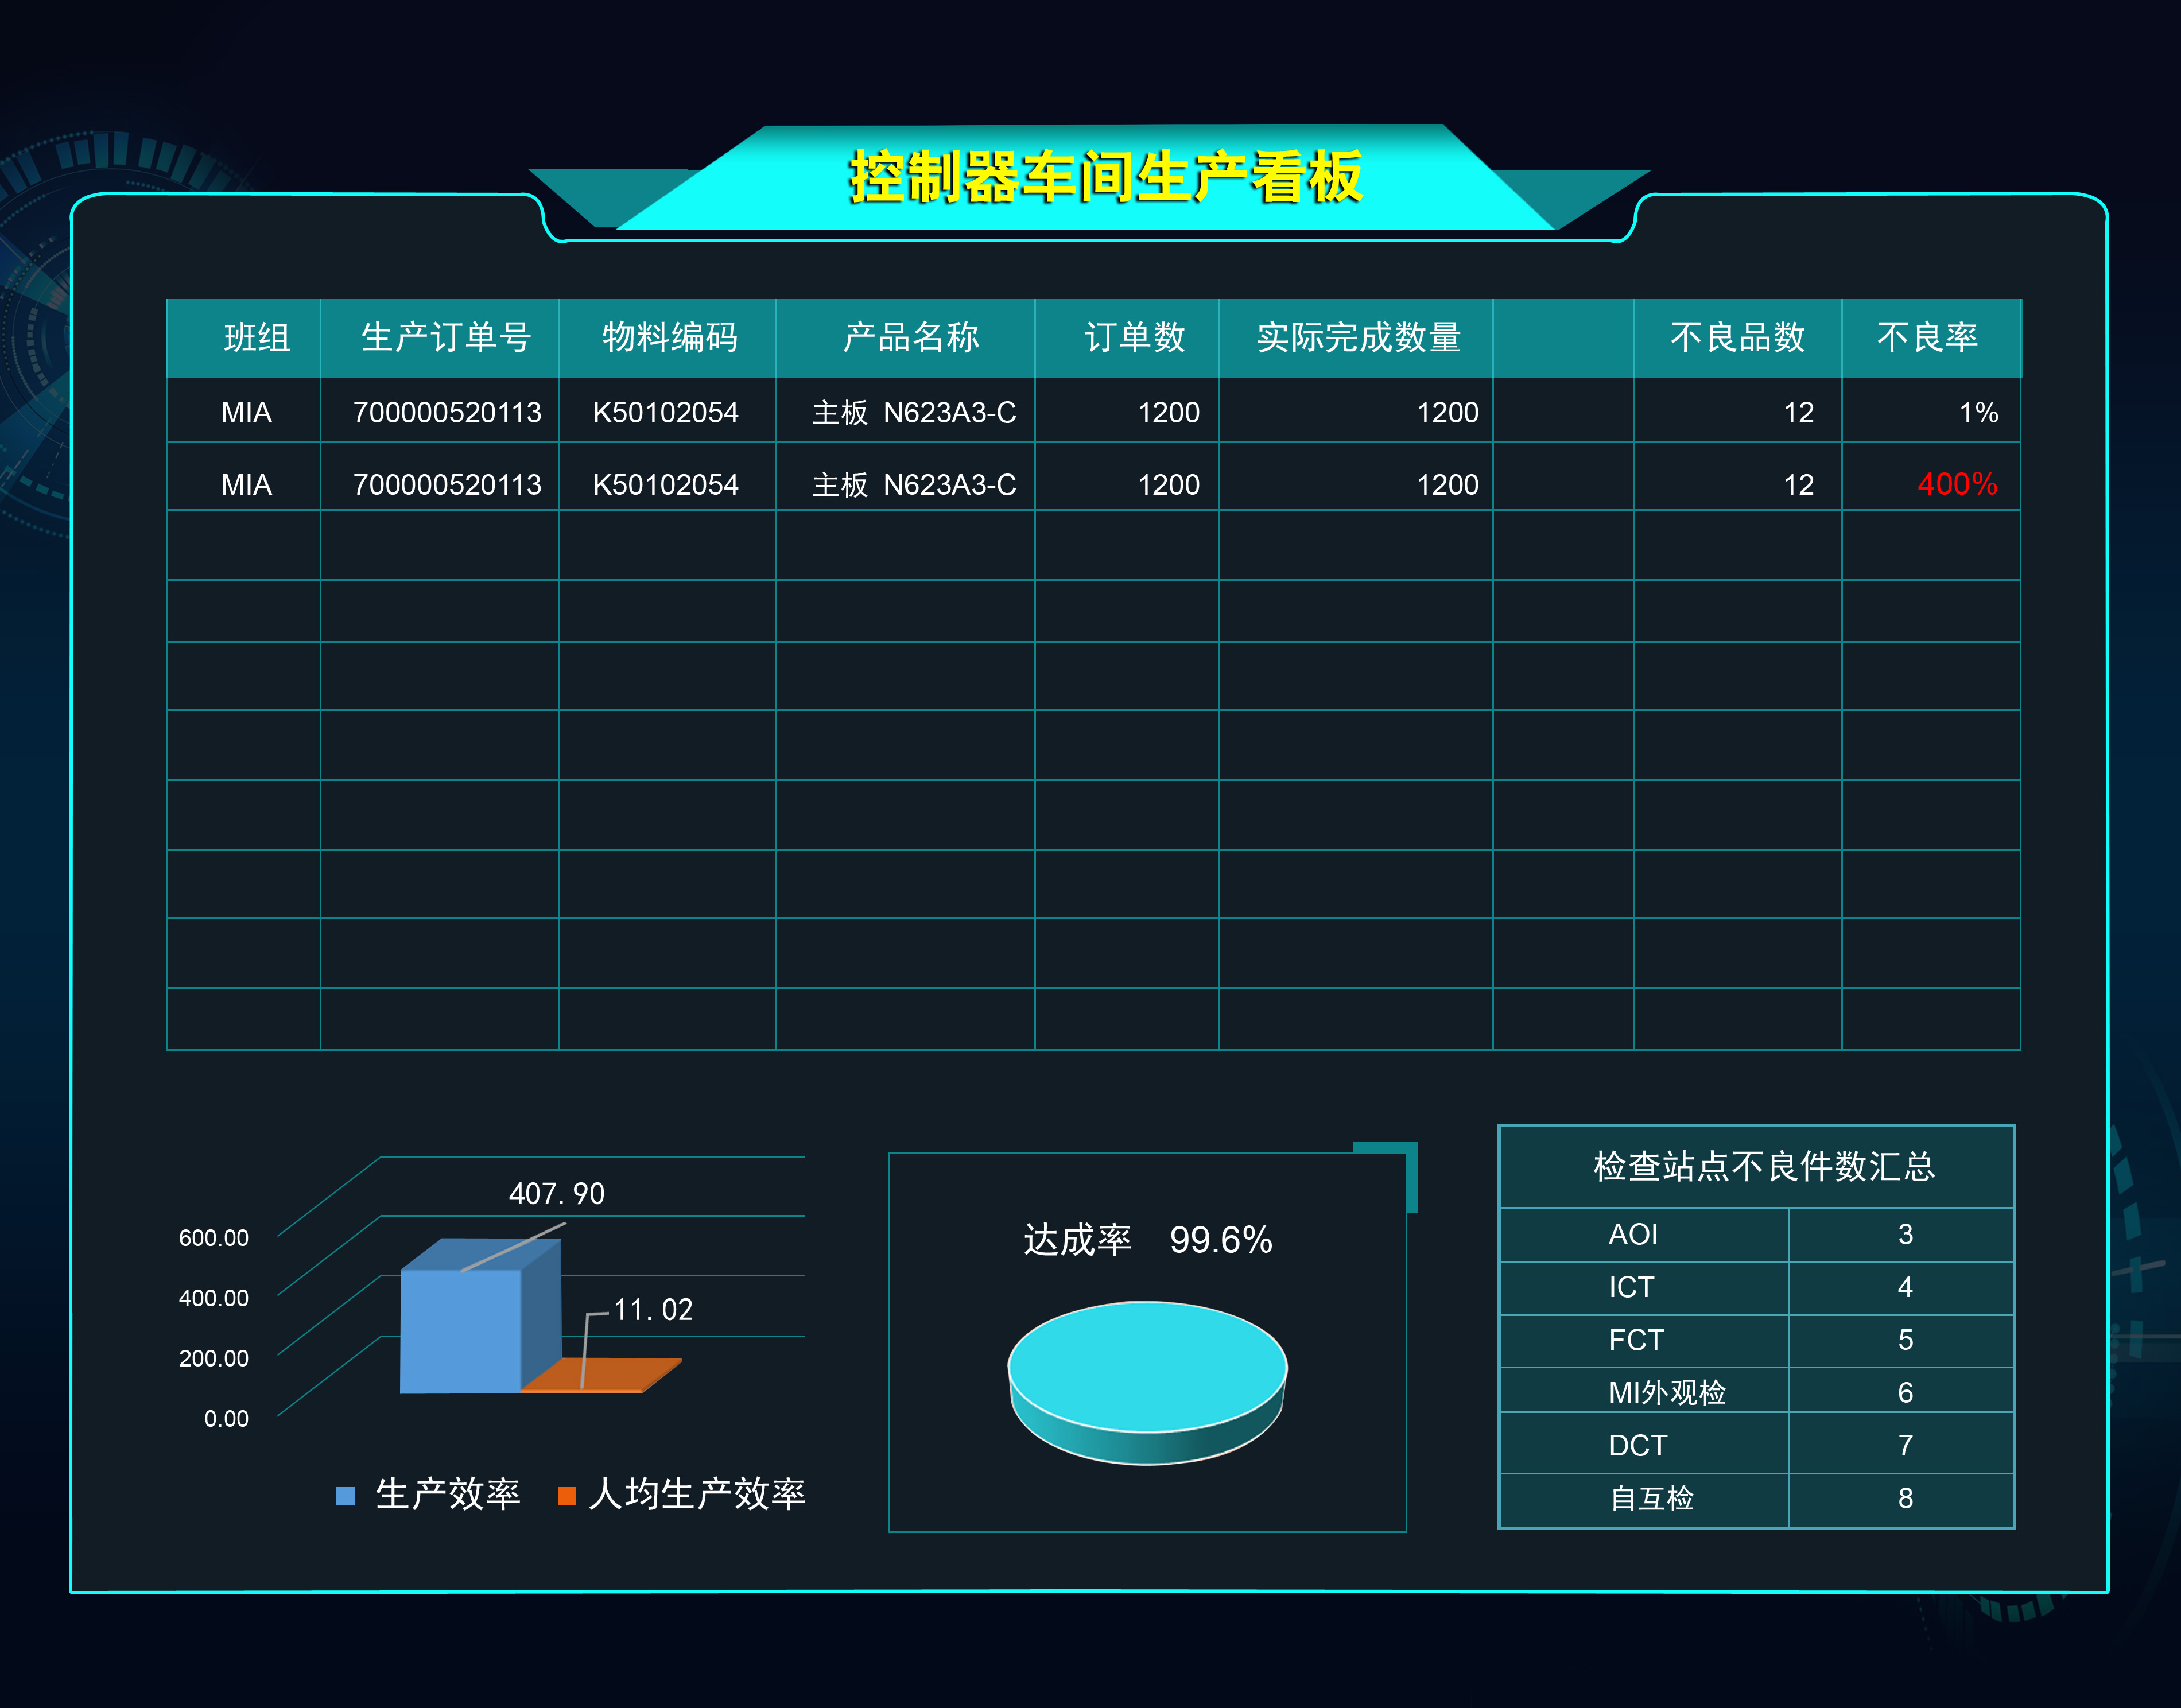 控制器车间生产看板
班组 生产订单号 物料编码 产品名称 订单数 实际完成数量 不良品数 不良率
MIA 700000520113 K50102054 主板 N623A3-C 1200 1200 12 1%
MIA 700000520113 K50102054 主板 N623A3-C 1200 1200 12 400%
407.90
600.00
400.00
11.02
200.00
0.00
生产效率 人均生产效率
达成率 99.6%
检查站点不良件数汇总
AOI 3
ICT 4
FCT 5
MI外观检 6
DCT 7
自互检 8